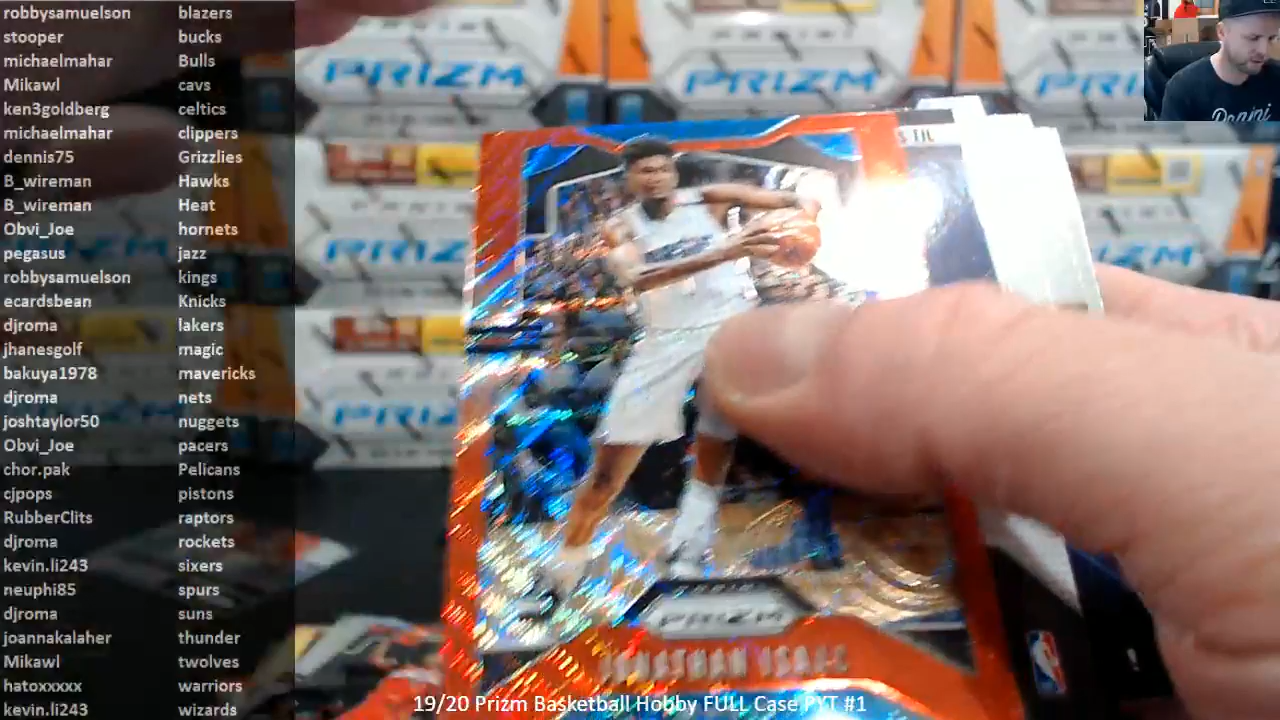 robbysamuelson blazers
stooper bucks
michaelmahar Bulls
Mikawl cavs
ken3goldberg celtics
michaelmahar clippers
dennis75 Grizzlies
B_wireman Hawks
B_wireman Heat
Obvi_Joe hornets
pegasus jazz
robbysamuelson kings
ecardsbean Knicks
djroma lakers
jhanesgolf magic
bakuya1978 mavericks
djroma nets
joshtaylor50 nuggets
Obvi_Joe pacers
chor.pak Pelicans
cjpops pistons
RubberClits raptors
djroma rockets
kevin.li243 sixers
neuphi85 spurs
djroma suns
joannakalaher thunder
Mikawl twolves
hatoxxxxx warriors
kevin.li243 wizards
PRIZM PRIZM PRIZM
Panini
PRIZM
PRIZM
PRIZM
PRIZM
PRIZM
JONATHAN ISAAC
19/20 Prizm Basketball Hobby FULL Case PYT #1